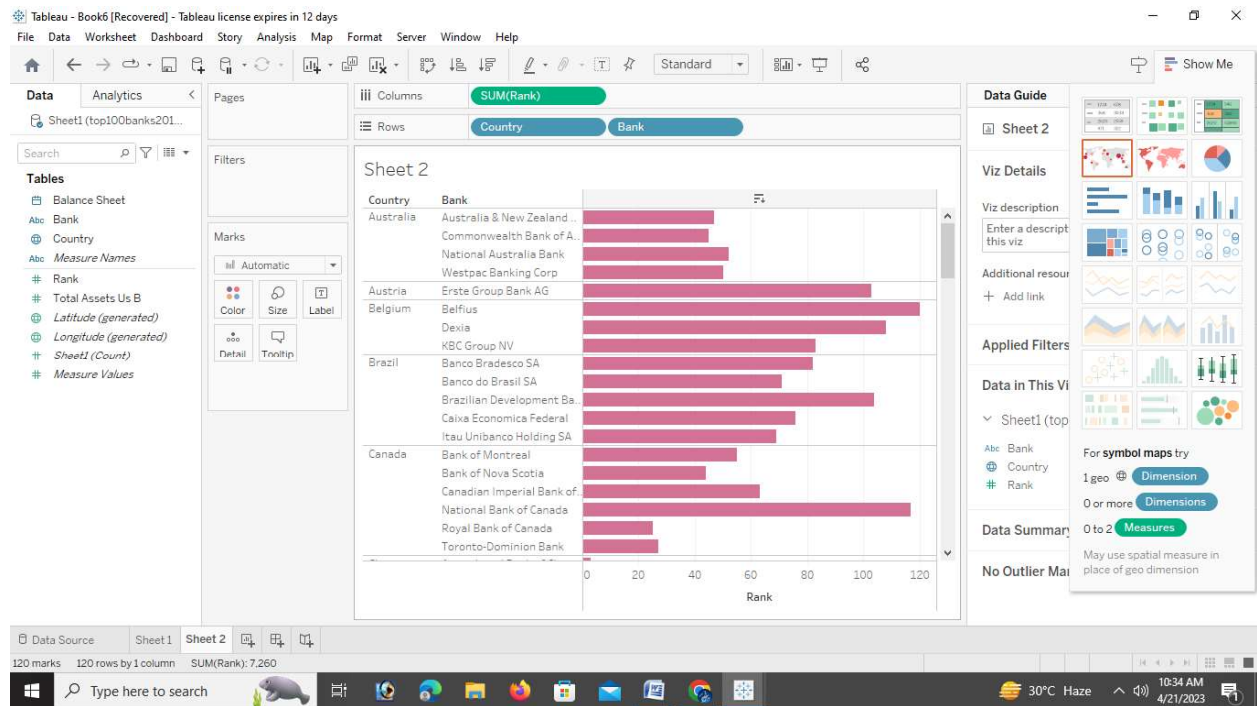 Tableau - Book6 [Recovered] - Tableau license expires in 12 days
File Data Worksheet Dashboard Story Analysis Map Format Server Window Help
Standard
Show Me
Data Analytics
Sheet1 (top100banks201...
Search
Tables
Balance Sheet
Abc Bank
Country
Abc Measure Names
# Rank
# Total Assets Us B
Latitude (generated)
Longitude (generated)
# Sheet1 (Count)
# Measure Values
Pages
Filters
Marks
Automatic
Color Size Label
Detail Tooltip
Columns SUM(Rank)
Rows Country Bank
Sheet 2
Country Bank
Australia Australia & New Zealand ..
Commonwealth Bank of A..
National Australia Bank
Westpac Banking Corp
Austria Erste Group Bank AG
Belgium Belfius
Dexia
KBC Group NV
Brazil Banco Bradesco SA
Banco do Brasil SA
Brazilian Development Ba..
Caixa Economica Federal
Itau Unibanco Holding SA
Canada Bank of Montreal
Bank of Nova Scotia
Canadian Imperial Bank of..
National Bank of Canada
Royal Bank of Canada
Toronto-Dominion Bank
0 20 40 60 80 100 120
Rank
Data Guide
Sheet 2
Viz Details
Viz description
Enter a descript
this viz
Additional resour
+ Add link
Applied Filters
Data in This Vi
Sheet1 (top
Abc Bank
Country
# Rank
Data Summary
No Outlier Mar
For symbol maps try
1 geo Dimension
0 or more Dimensions
0 to 2 Measures
May use spatial measure in
place of geo dimension
Data Source Sheet 1 Sheet 2
120 marks 120 rows by 1 column SUM(Rank): 7,260
Type here to search
30°C Haze
10:34 AM
4/21/2023
1